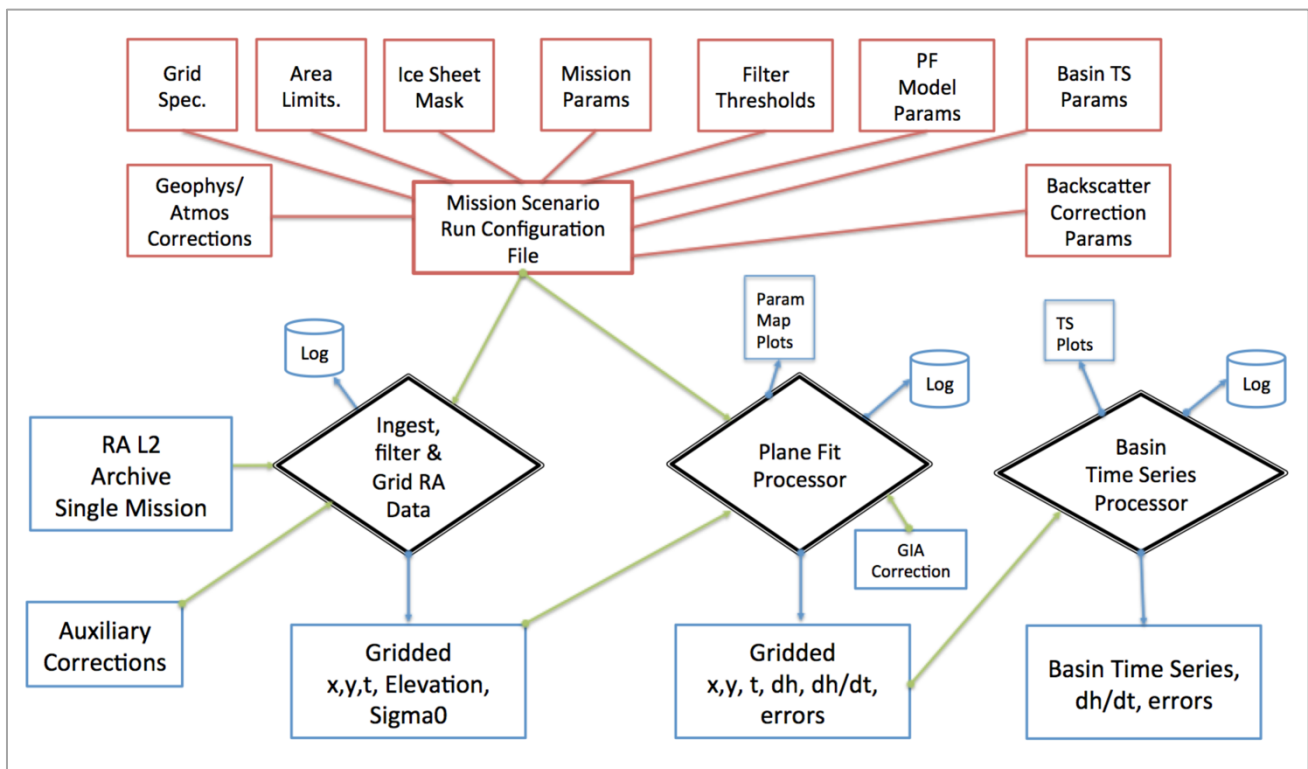 Grid
Spec.
Area
Limits.
Ice Sheet
Mask
Mission
Params
Filter
Thresholds
PF
Model
Params
Basin TS
Params
Geophys/
Atmos
Corrections
Mission Scenario
Run Configuration
File
Backscatter
Correction
Params
Log
Param
Map
Plots
Log
TS
Plots
Log
RA L2
Archive
Single Mission
Ingest,
filter &
Grid RA
Data
Plane Fit
Processor
Basin
Time Series
Processor
GIA
Correction
Auxiliary
Corrections
Gridded
x,y,t, Elevation,
Sigma0
Gridded
x,y, t, dh, dh/dt,
errors
Basin Time Series,
dh/dt, errors